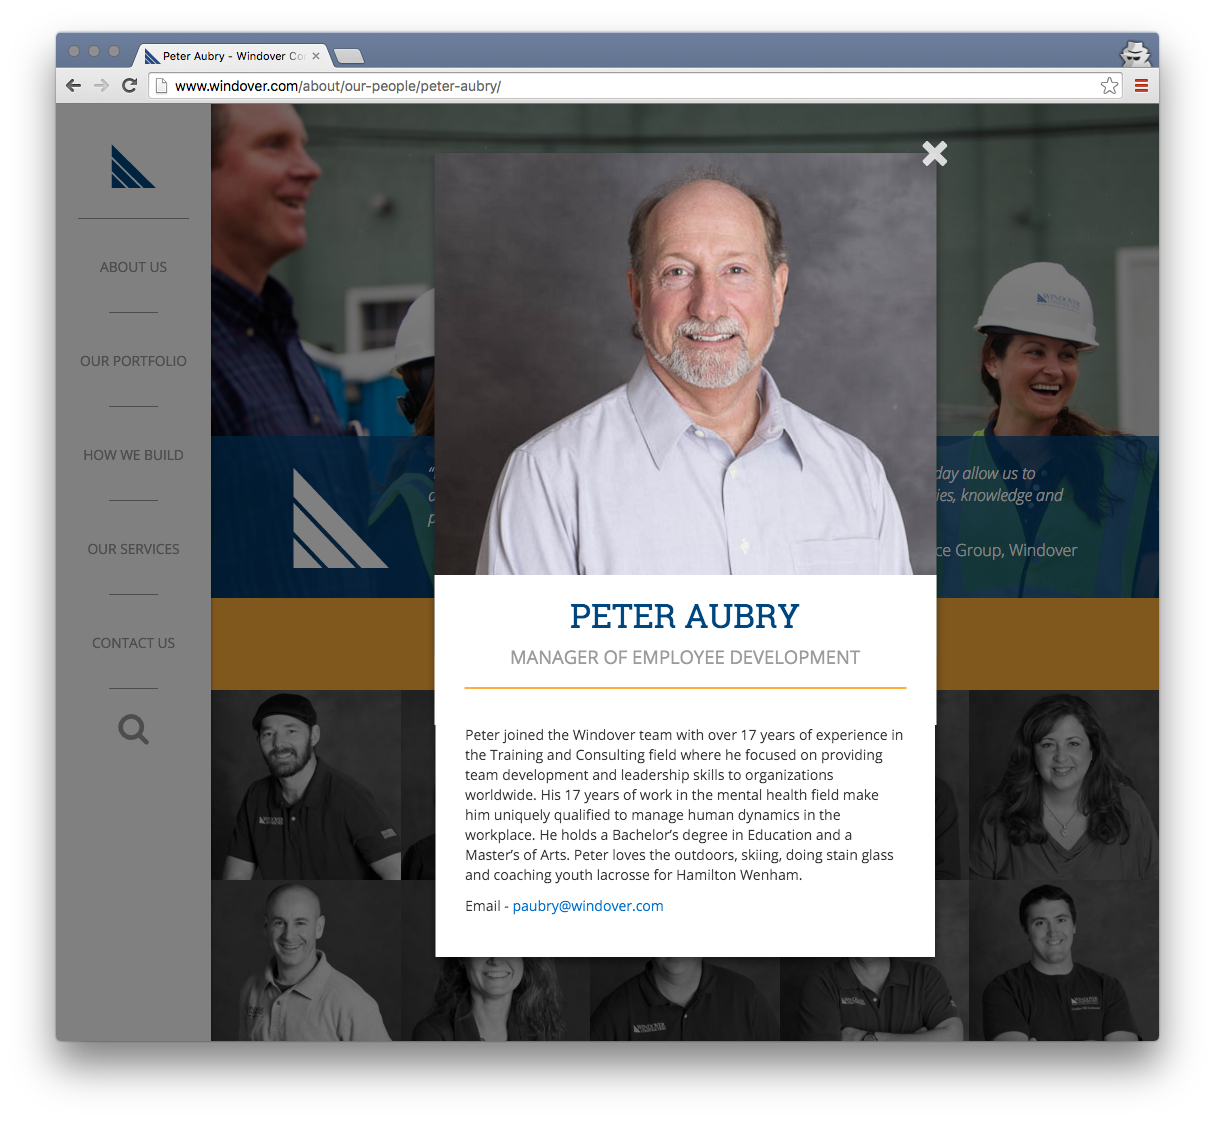 Peter Aubry - Windover Co
www.windover.com/about/our-people/peter-aubry/
ABOUT US
OUR PORTFOLIO
HOW WE BUILD
OUR SERVICES
CONTACT US
WINDOVER
day allow us to
ies, knowledge and
ce Group, Windover
PETER AUBRY
MANAGER OF EMPLOYEE DEVELOPMENT
Peter joined the Windover team with over 17 years of experience in
the Training and Consulting field where he focused on providing
team development and leadership skills to organizations
worldwide. His 17 years of work in the mental health field make
him uniquely qualified to manage human dynamics in the
workplace. He holds a Bachelor's degree in Education and a
Master's of Arts. Peter loves the outdoors, skiing, doing stain glass
and coaching youth lacrosse for Hamilton Wenham.
Email - paubry@windover.com
WINDOVER